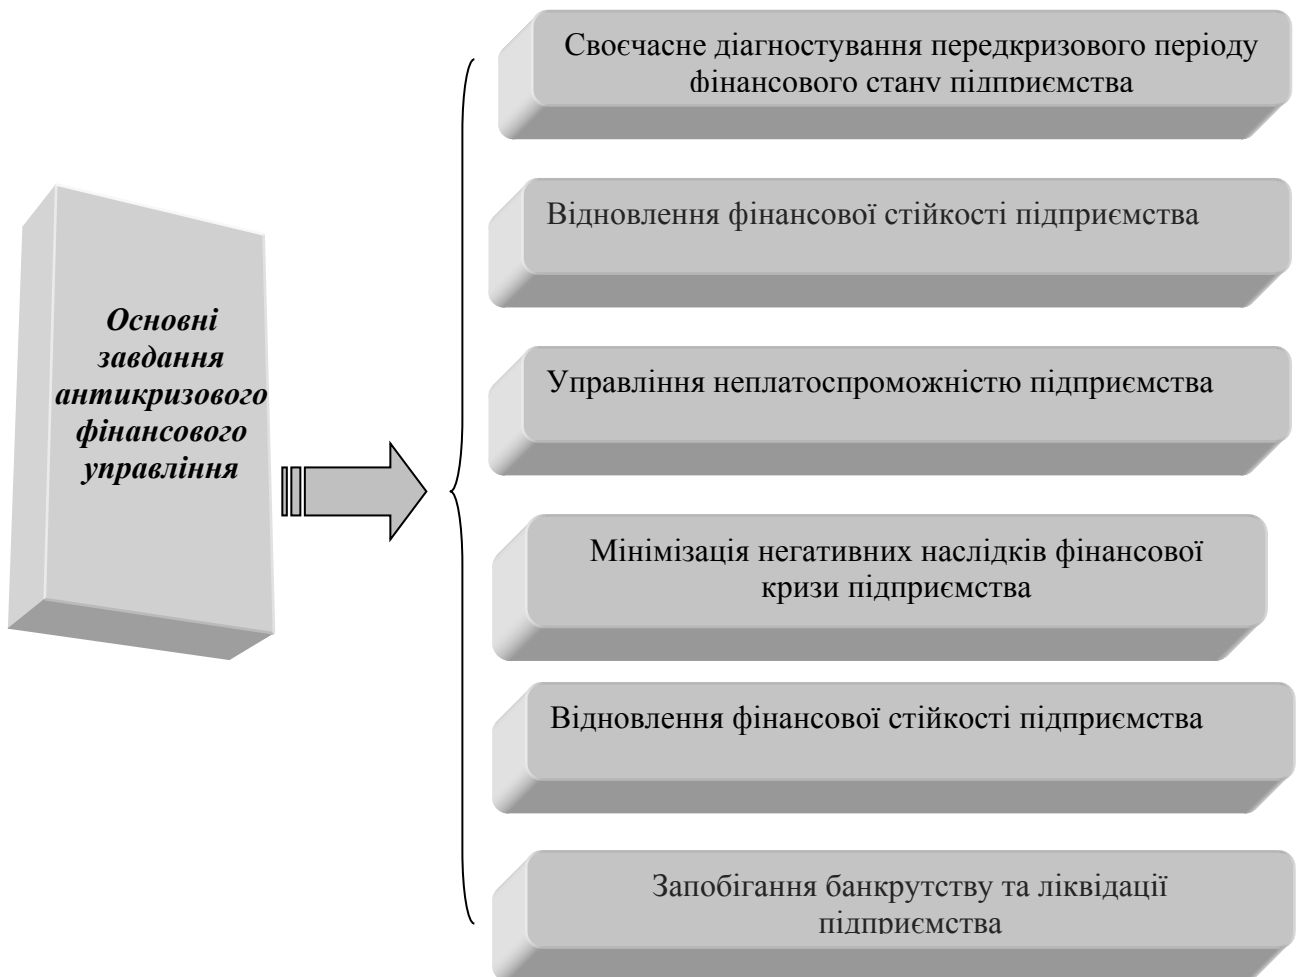 Основні
завдання
антикризового
фінансового
управління
Своєчасне діагностування передкризового періоду
фінансового стану підприємства
Відновлення фінансової стійкості підприємства
Управління неплатоспроможністю підприємства
Мінімізація негативних наслідків фінансової
кризи підприємства
Відновлення фінансової стійкості підприємства
Запобігання банкрутству та ліквідації
підприємства